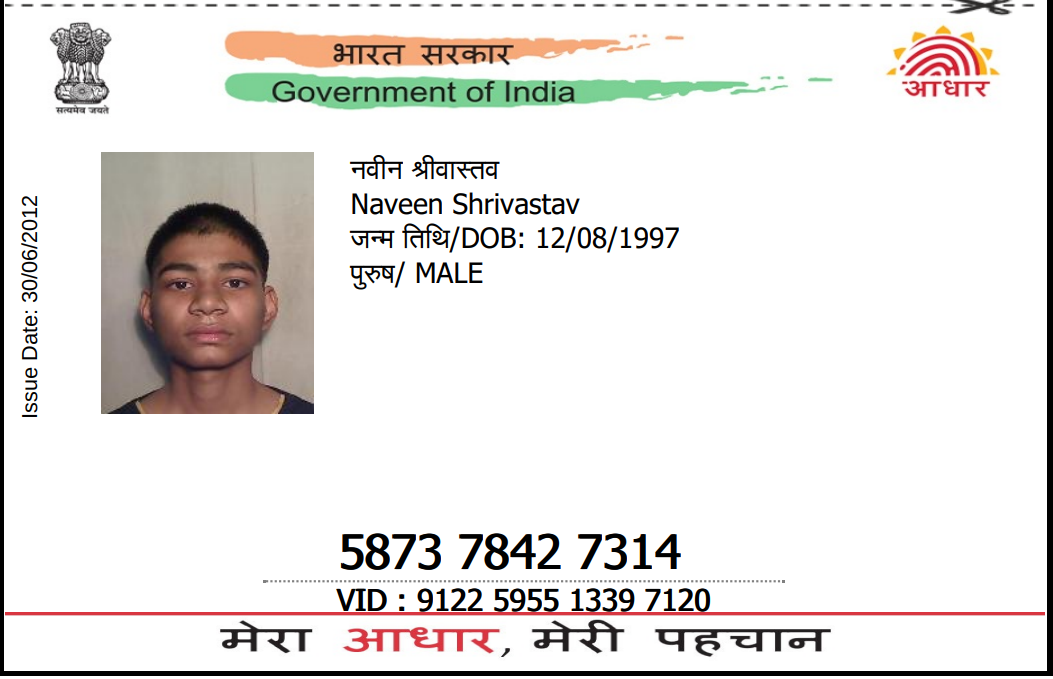 भारत सरकार
Government of India
सत्यमेव जयते
आधार
Issue Date: 30/06/2012
नवीन श्रीवास्तव
Naveen Shrivastav
जन्म तिथि/DOB: 12/08/1997
पुरुष/ MALE
5873 7842 7314
VID : 9122 5955 1339 7120
मेरा आधार, मेरी पहचान